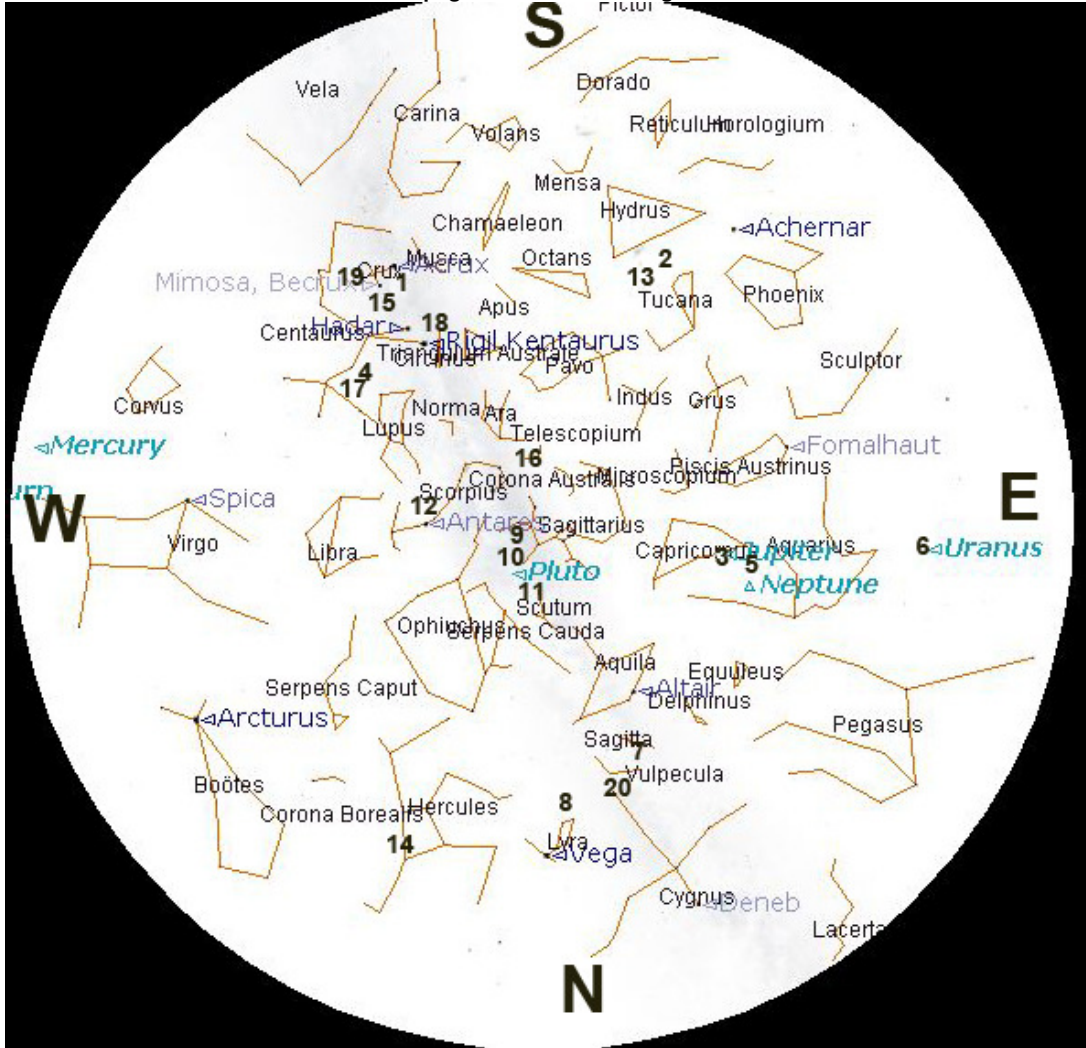 Pictor
S
Dorado
Vela
Carina
Reticulum Horologium
Volans
Mensa
Hydrus
Chamaeleon
Achernar
Musca
Octans
2
Crux
Acrux
19
1
13
Mimosa, Becrux
Phoenix
15
Tucana
Apus
Hadar
18
Centaurus
Rigil Kentaurus
Triangulum Australe
Circinus
Sculptor
Pavo
4
17
Indus
Grus
Corvus
Norma
Ara
Lupus
Telescopium
Mercury
Fomalhaut
16
Piscis Austrinus
Corona Australis
Microscopium
urn
Scorpius
W
Spica
12
E
Antares
Sagittarius
9
Virgo
Libra
10
Capricornus
3
Jupiter
Aquarius
5
6
Uranus
Pluto
Neptune
11
Scutum
Ophiuchus
Serpens Cauda
Aquila
Equuleus
Serpens Caput
Altair
Delphinus
Arcturus
Pegasus
Sagitta
7
Vulpecula
Boötes
20
8
Hercules
Corona Borealis
14
Lyra
Vega
Cygnus
Deneb
Lacerta
N